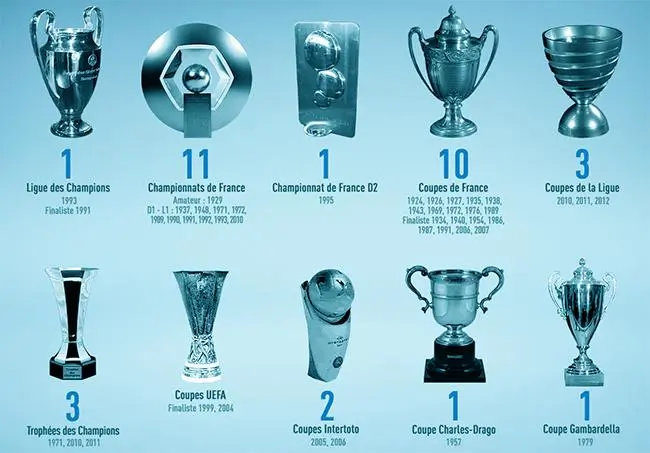 1
Ligue des Champions
1993
Finaliste 1991
11
Championnats de France
Amateur : 1929
D1 - L1 : 1937, 1948, 1971, 1972,
1989, 1990, 1991, 1992, 1993, 2010
1
Championnat de France D2
1995
10
Coupes de France
1924, 1926, 1927, 1935, 1938,
1943, 1969, 1972, 1976, 1989
Finaliste 1934, 1940, 1954, 1986,
1987, 1991, 2006, 2007
3
Coupes de la Ligue
2010, 2011, 2012
3
Trophées des Champions
1971, 2010, 2011
Coupes UEFA
Finaliste 1999, 2004
2
Coupes Intertoto
2005, 2006
1
Coupe Charles-Drago
1957
1
Coupe Gambardella
1979